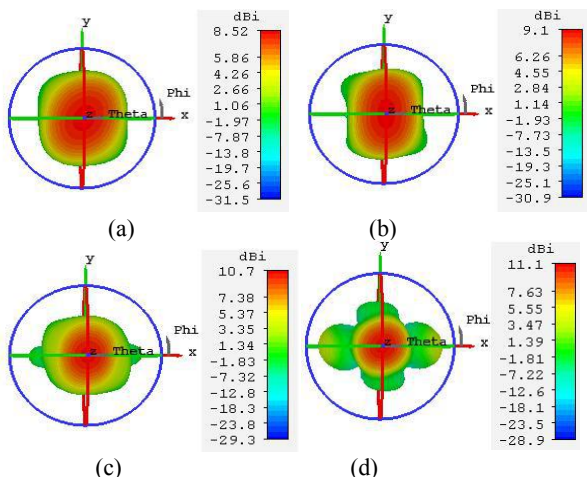 dBi
8.52
5.86
4.26
2.66
1.06
-1.97
-7.87
-13.8
-19.7
-25.6
-31.5
y
Phi
z
Theta
x
(a)
dBi
9.1
6.26
4.55
2.84
1.14
-1.93
-7.73
-13.5
-19.3
-25.1
-30.9
y
Phi
z
Theta
x
(b)
dBi
10.7
7.38
5.37
3.35
1.34
-1.83
-7.32
-12.8
-18.3
-23.8
-29.3
y
Phi
z
Theta
x
(c)
dBi
11.1
7.63
5.55
3.47
1.39
-1.81
-7.22
-12.6
-18.1
-23.5
-28.9
y
Phi
z
Theta
x
(d)